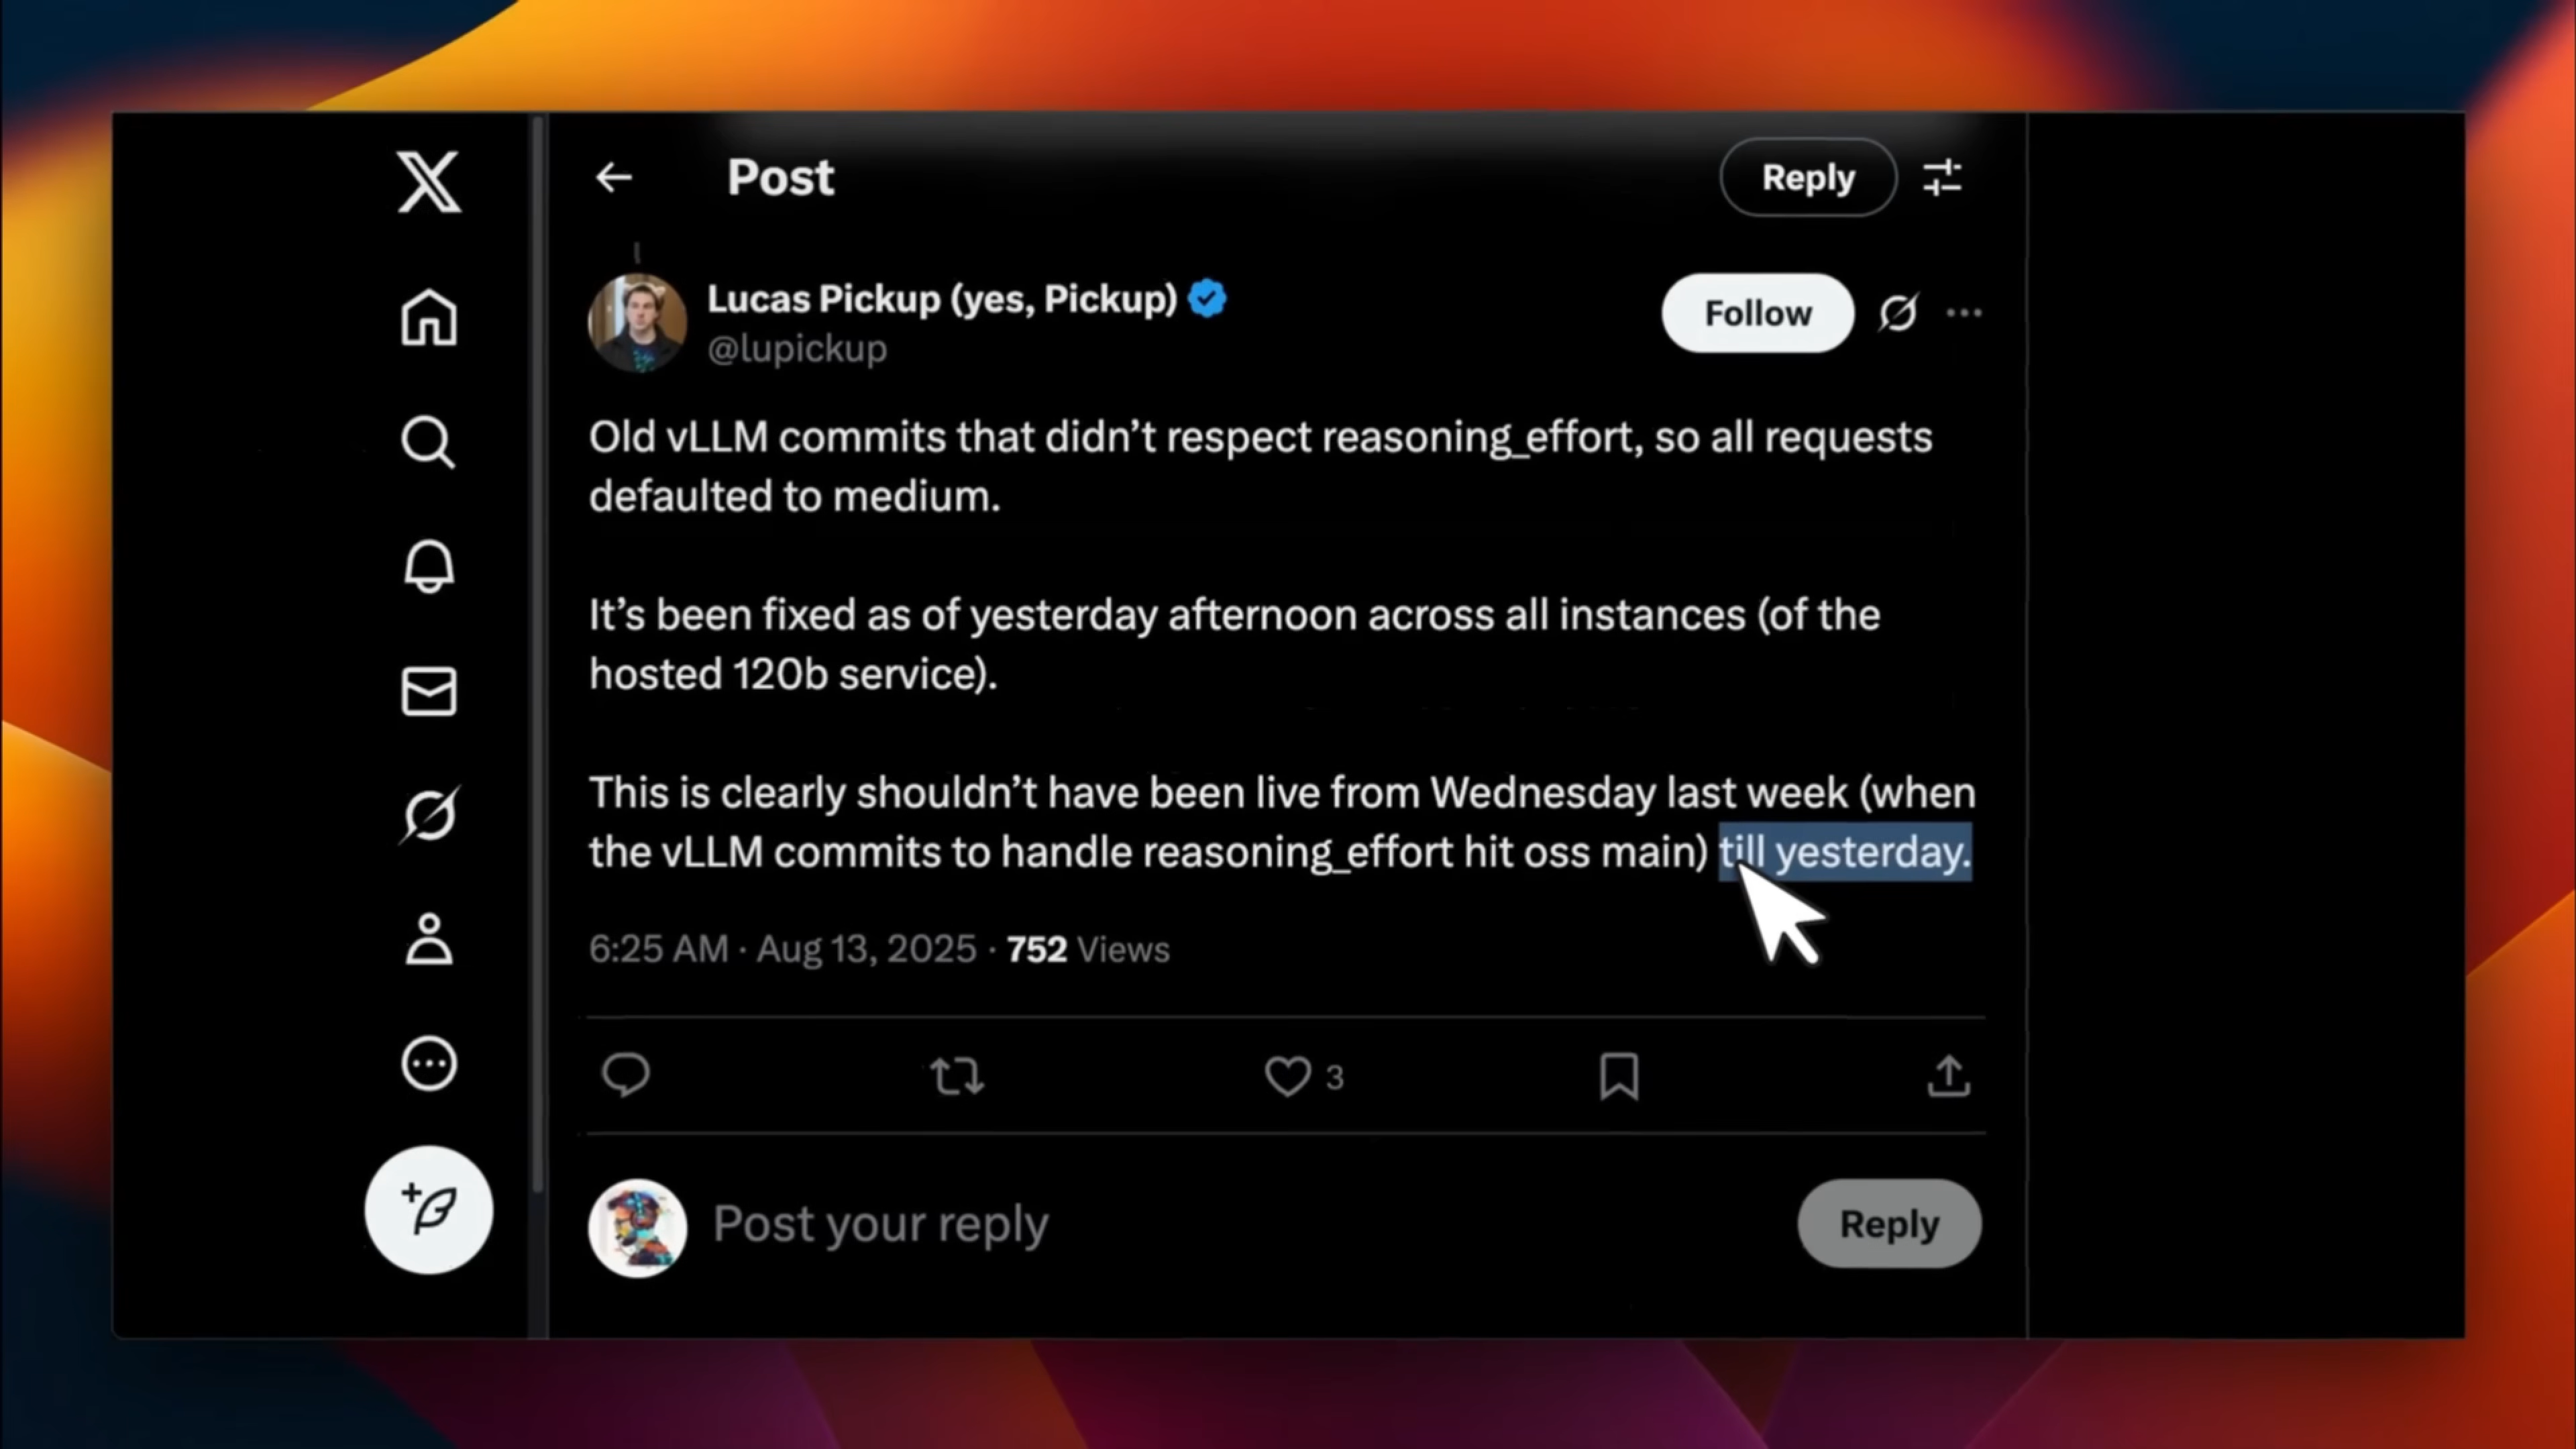 Post
Reply
Lucas Pickup (yes, Pickup)
@lupickup
Follow
Old vLLM commits that didn’t respect reasoning_effort, so all requests
defaulted to medium.
It’s been fixed as of yesterday afternoon across all instances (of the
hosted 120b service).
This is clearly shouldn’t have been live from Wednesday last week (when
the vLLM commits to handle reasoning_effort hit oss main) till yesterday.
6:25 AM · Aug 13, 2025 · 752 Views
3
Post your reply
Reply